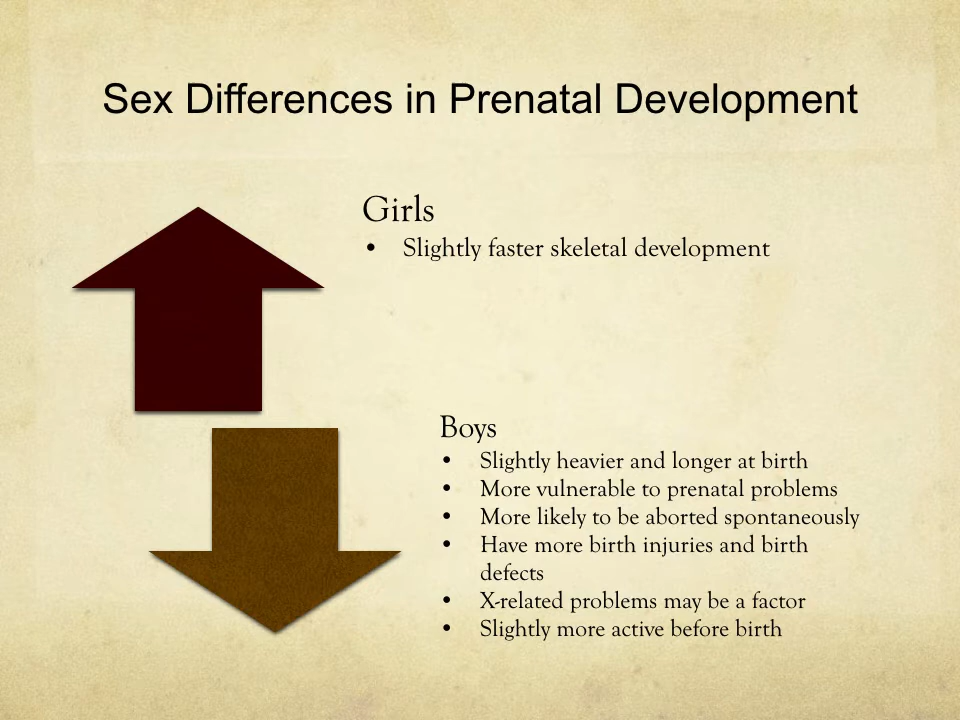 Sex Differences in Prenatal Development
Girls
• Slightly faster skeletal development
Boys
• Slightly heavier and longer at birth
• More vulnerable to prenatal problems
• More likely to be aborted spontaneously
• Have more birth injuries and birth
defects
• X-related problems may be a factor
• Slightly more active before birth